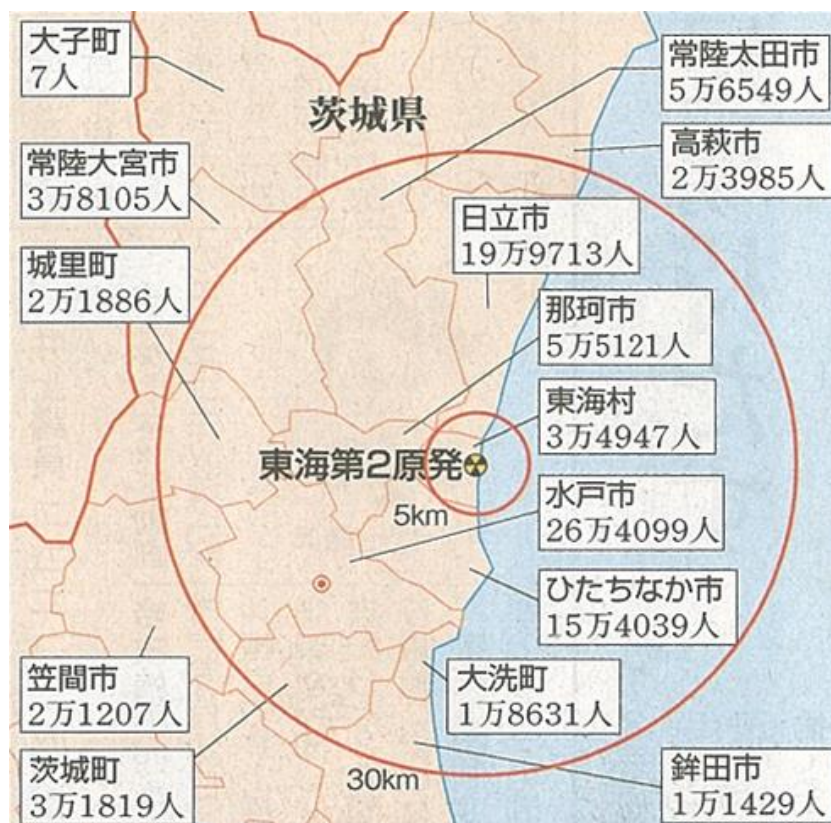 大子町
7人
茨城県
常陸太田市
5万6549人
高萩市
2万3985人
常陸大宮市
3万8105人
日立市
19万9713人
城里町
2万1886人
那珂市
5万5121人
東海村
3万4947人
東海第2原発
5km
水戸市
26万4099人
ひたちなか市
15万4039人
笠間市
2万1207人
大洗町
1万8631人
茨城町
3万1819人
30km
鉾田市
1万1429人